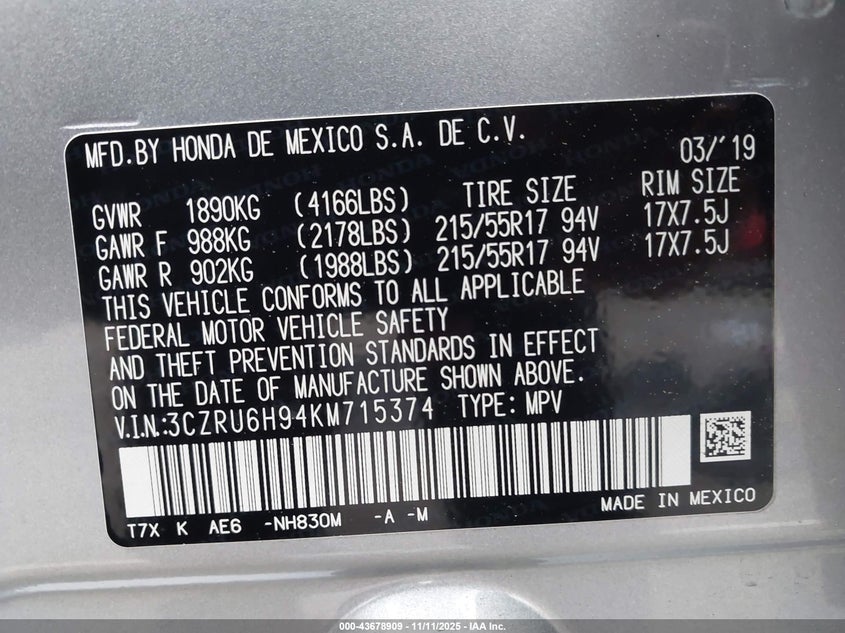 MFD.BY HONDA DE MEXICO S.A. DE C.V.
03/'19
GVWR 1890KG (4166LBS) TIRE SIZE RIM SIZE
GAWR F 988KG (2178LBS) 215/55R17 94V 17X7.5J
GAWR R 902KG (1988LBS) 215/55R17 94V 17X7.5J
THIS VEHICLE CONFORMS TO ALL APPLICABLE
FEDERAL MOTOR VEHICLE SAFETY
AND THEFT PREVENTION STANDARDS IN EFFECT
ON THE DATE OF MANUFACTURE SHOWN ABOVE.
V.I.N.:3CZRU6H94KM715374 TYPE: MPV
T7X K AE6 -NH830M -A -M MADE IN MEXICO
000-43678909 - 11/11/2025 - IAA Inc.